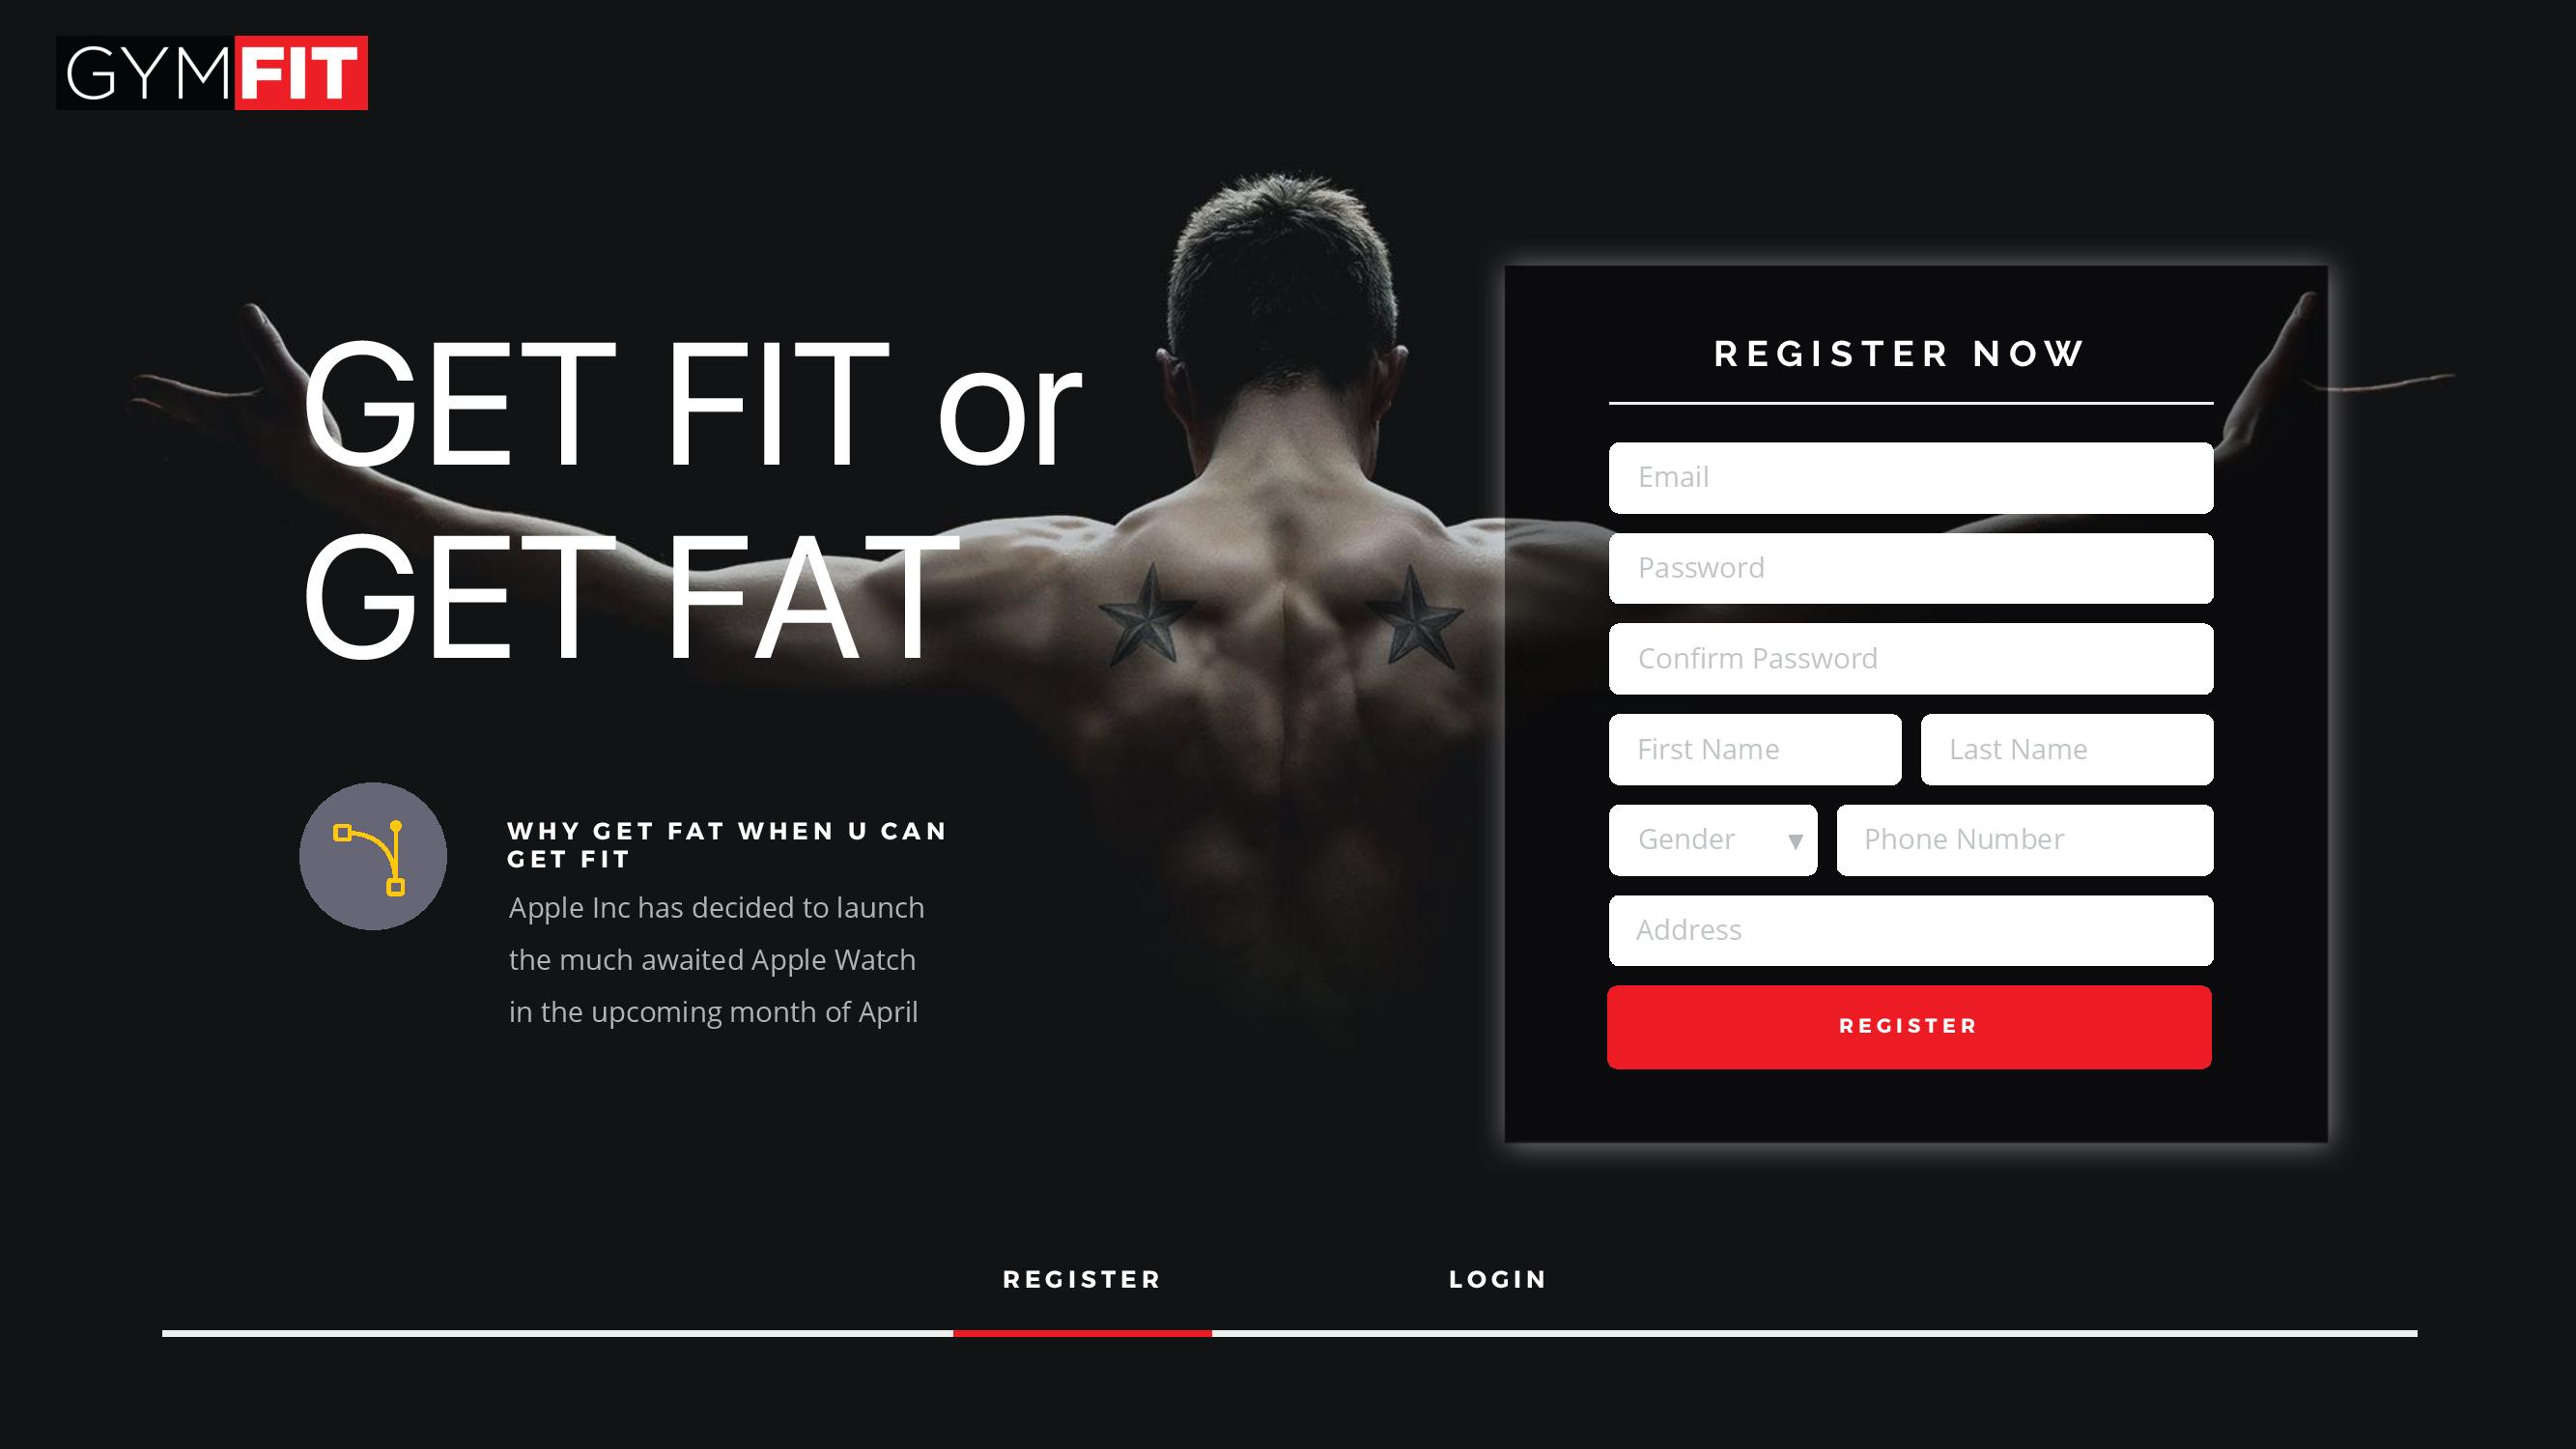 GYMFIT
GET FIT or
GET FAT
WHY GET FAT WHEN U CAN
GET FIT
Apple Inc has decided to launch
the much awaited Apple Watch
in the upcoming month of April
REGISTER NOW
Email
Password
Confirm Password
First Name Last Name
Gender Phone Number
Address
REGISTER
REGISTER LOGIN